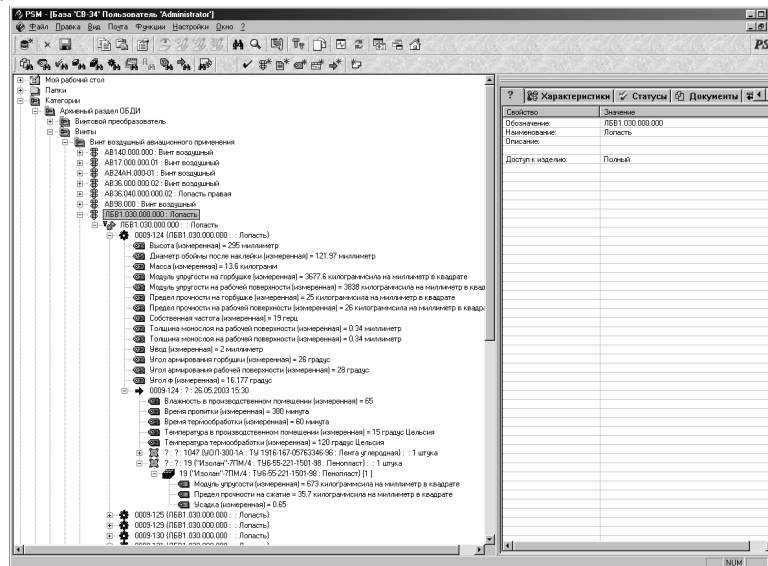 PSM - [База 'СВ-34' Пользователь 'Administrator']
Файл Правка Вид Почта Функции Настройки Окно ?
PS
Мой рабочий стол
Папки
Категории
Архивный раздел ОБДИ
Винтовой преобразователь
Винты
Винт воздушный авиационного применения
АВ140.000.000 : Винт воздушный
АВ17.000.000.01 : Винт воздушный
АВ24АН.000-01 : Винт воздушный
АВ36.000.000.02 : Винт воздушный
АВ36.040.000.000.02 : Лопасть правая
АВ98.000 : Винт воздушный
ЛБВ1.030.000.000 : Лопасть
ЛБВ1.030.000.000 : : Лопасть
0009-124 (ЛБВ1.030.000.000 : : Лопасть)
Высота (измеренная) = 295 миллиметр
Диаметр обоймы после наклейки (измеренная) = 121.97 миллиметр
Масса (измеренная) = 13.6 килограмм
Модуль упругости на горбушке (измеренная) = 3677.6 килограммсила на миллиметр в квадрате
Модуль упругости на рабочей поверхности (измеренная) = 3838 килограммсила на миллиметр в квад
Предел прочности на горбушке (измеренная) = 25 килограммсила на миллиметр в квадрате
Предел прочности на рабочей поверхности (измеренная) = 26 килограммсила на миллиметр в квадра
Собственная частота (измеренная) = 19 герц
Толщина монослоя на рабочей поверхности (измеренная) = 0.34 миллиметр
Толщина монослоя на рабочей поверхности (измеренная) = 0.34 миллиметр
Увод (измеренная) = 2 миллиметр
Угол армирования горбушки (измеренная) = 26 градус
Угол армирования рабочей поверхности (измеренная) = 28 градус
Угол ф (измеренная) = 16.177 градус
0009-124 : ? : 26.05.2003 15:30
Влажность в производственном помещении (измеренная) = 65
Время пропитки (измеренная) = 380 минута
Время термообработки (измеренная) = 60 минута
Температура в производственном помещении (измеренная) = 15 градус Цельсия
Температура термообработки (измеренная) = 120 градус Цельсия
? : ? : 1047 (УОЛ-300-1А : ТУ 1916-167-05763346-96 : Лента углеродная) : : 1 штука
? : ? : 19 ("Изолан"-7ПМ/4 : ТУ6-55-221-1501-98 : Пенопласт) : : 1 штука
19 ("Изолан"-7ПМ/4 : ТУ6-55-221-1501-98 : Пенопласт) [1 ]
Модуль упругости (измеренная) = 673 килограммсила на миллиметр в квадрате
Предел прочности на сжатие = 35.7 килограммсила на миллиметр в квадрате
Усадка (измеренная) = 0.65
0009-125 (ЛБВ1.030.000.000 : : Лопасть)
0009-129 (ЛБВ1.030.000.000 : : Лопасть)
0009-130 (ЛБВ1.030.000.000 : : Лопасть)
? Характеристики Статусы Документы
Свойство Значение
Обозначение: ЛБВ1.030.000.000
Наименование: Лопасть
Описание:
Доступ к изделию: Полный
NUM